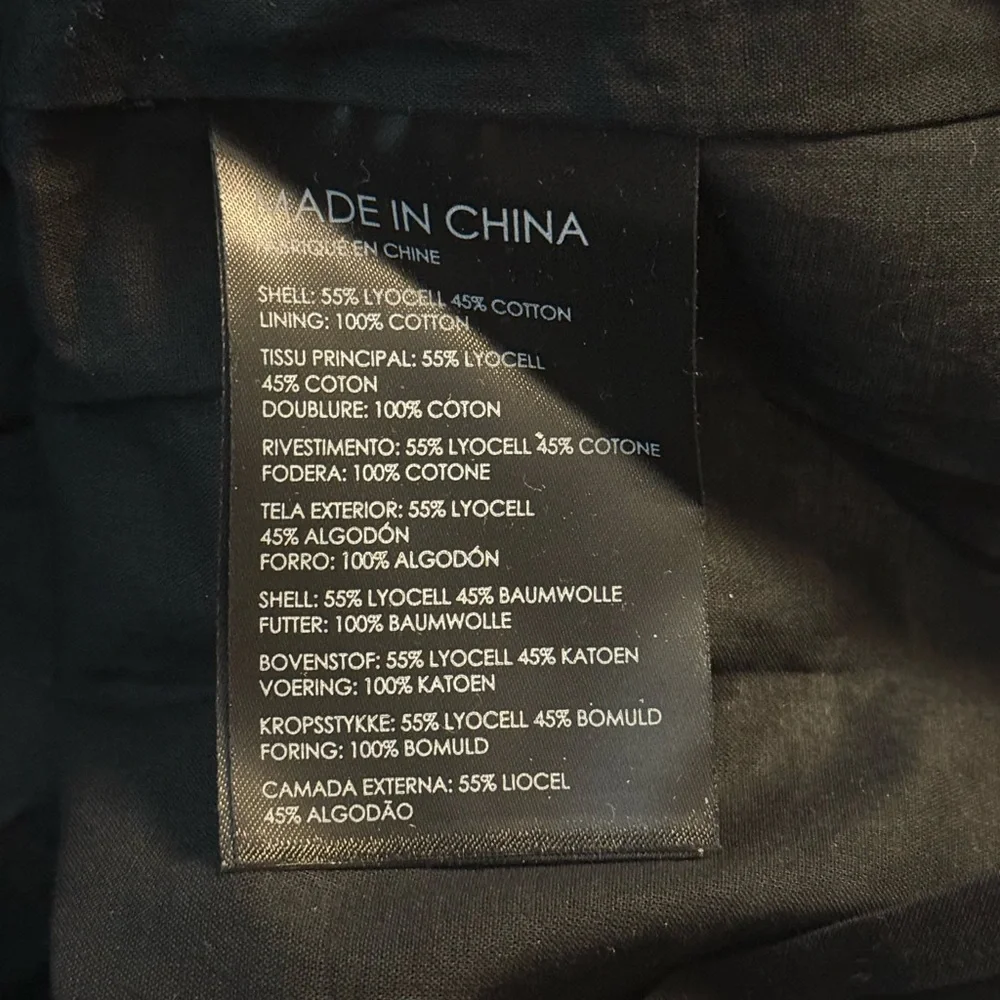 MADE IN CHINA
FABRIQUÉ EN CHINE
SHELL: 55% LYOCELL 45% COTTON
LINING: 100% COTTON
TISSU PRINCIPAL: 55% LYOCELL
45% COTON
DOUBLURE: 100% COTON
RIVESTIMENTO: 55% LYOCELL 45% COTONE
FODERA: 100% COTONE
TELA EXTERIOR: 55% LYOCELL
45% ALGODÓN
FORRO: 100% ALGODÓN
SHELL: 55% LYOCELL 45% BAUMWOLLE
FUTTER: 100% BAUMWOLLE
BOVENSTOF: 55% LYOCELL 45% KATOEN
VOERING: 100% KATOEN
KROPSSTYKKE: 55% LYOCELL 45% BOMULD
FORING: 100% BOMULD
CAMADA EXTERNA: 55% LIOCEL
45% ALGODÃO